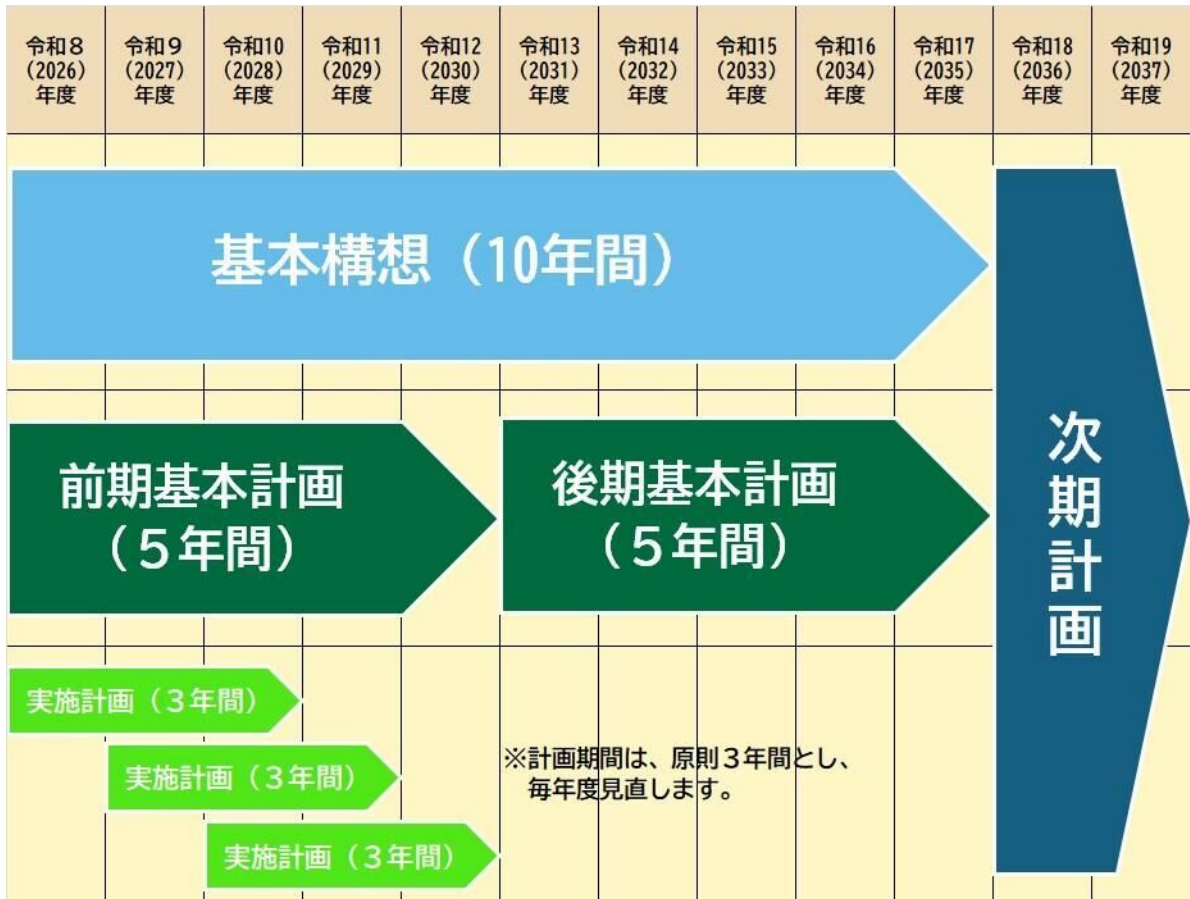 令和８
(2026)
年度
令和９
(2027)
年度
令和10
(2028)
年度
令和11
(2029)
年度
令和12
(2030)
年度
令和13
(2031)
年度
令和14
(2032)
年度
令和15
(2033)
年度
令和16
(2034)
年度
令和17
(2035)
年度
令和18
(2036)
年度
令和19
(2037)
年度
基本構想（10年間）
前期基本計画
（５年間）
後期基本計画
（５年間）
次期計画
実施計画（３年間）
実施計画（３年間）
実施計画（３年間）
※計画期間は、原則３年間とし、
毎年度見直します。